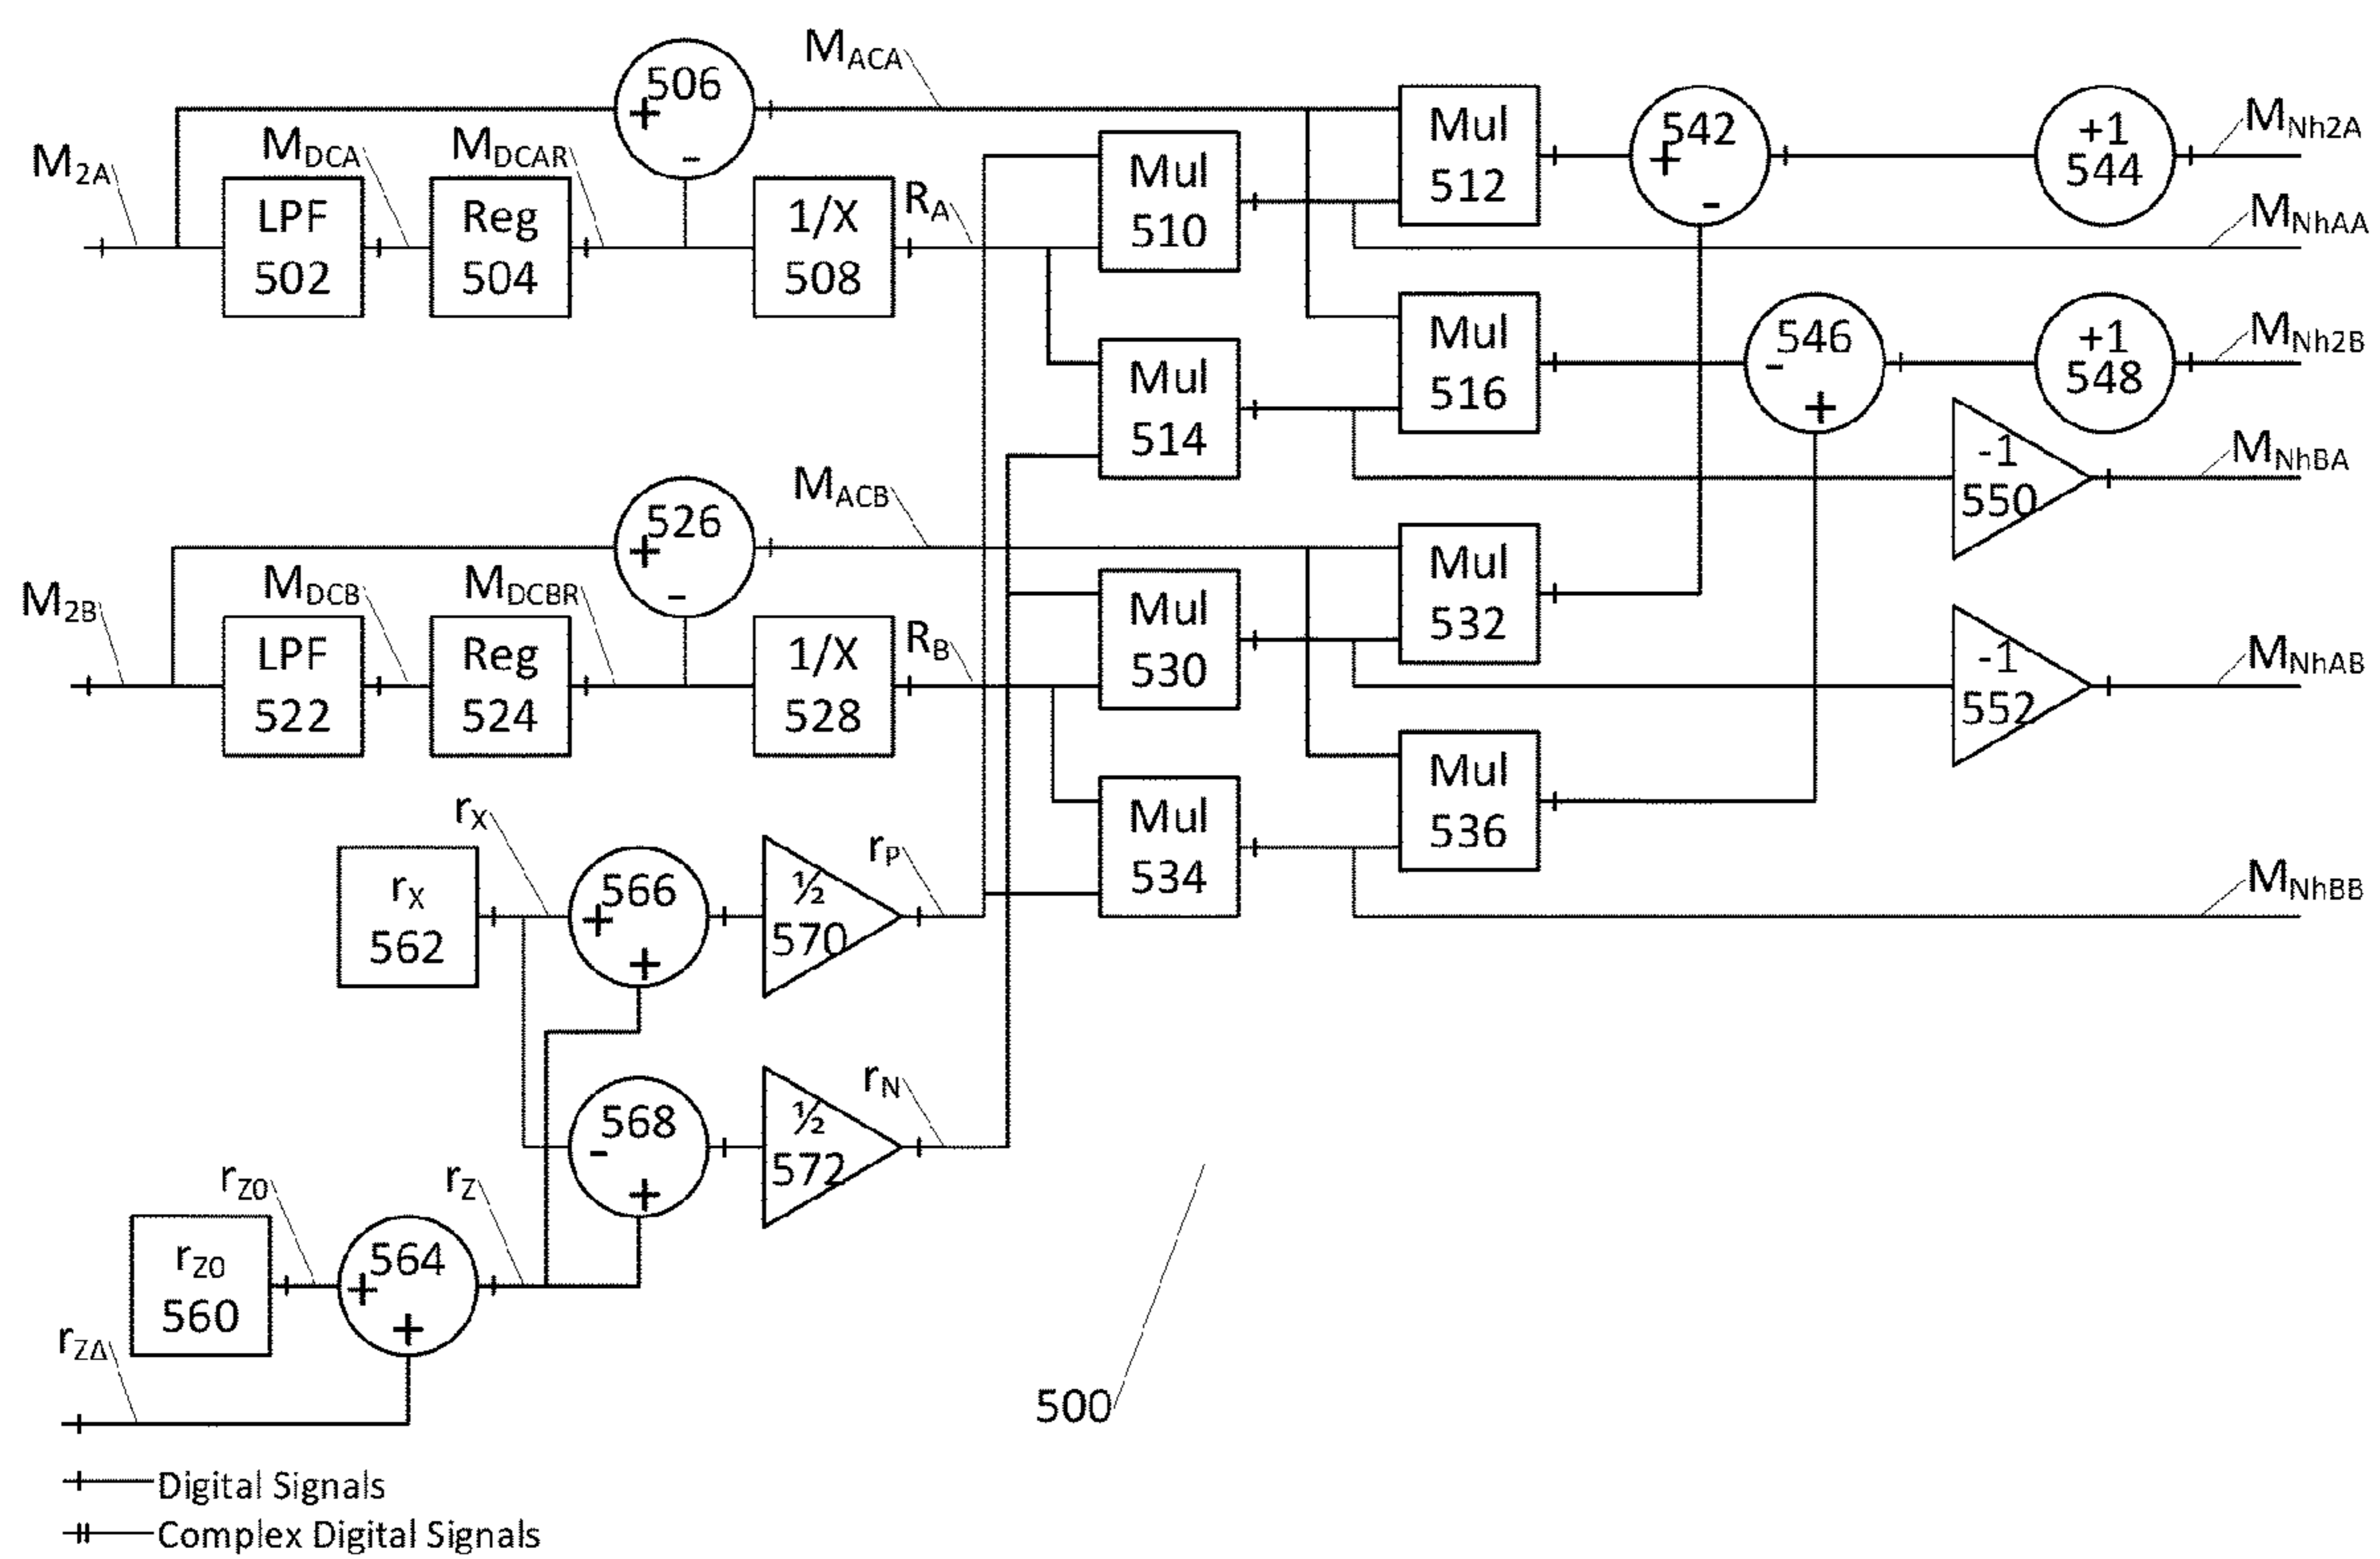 M_ACA
506
+
-
M_2A
M_DCA
M_DCAR
LPF
502
Reg
504
1/X
508
R_A
Mul
510
Mul
512
542
+
-
+1
544
M_Nh2A
M_NhAA
Mul
514
Mul
516
546
-
+
+1
548
M_Nh2B
-1
550
M_NhBA
M_ACB
526
+
-
M_2B
M_DCB
M_DCBR
LPF
522
Reg
524
1/X
528
R_B
Mul
530
Mul
532
-1
552
M_NhAB
Mul
534
Mul
536
M_NhBB
r_X
r_X
562
566
+
+
½
570
r_P
568
-
+
½
572
r_N
r_Z0
r_Z0
560
564
+
+
r_Z
r_ZΔ
500
Digital Signals
Complex Digital Signals